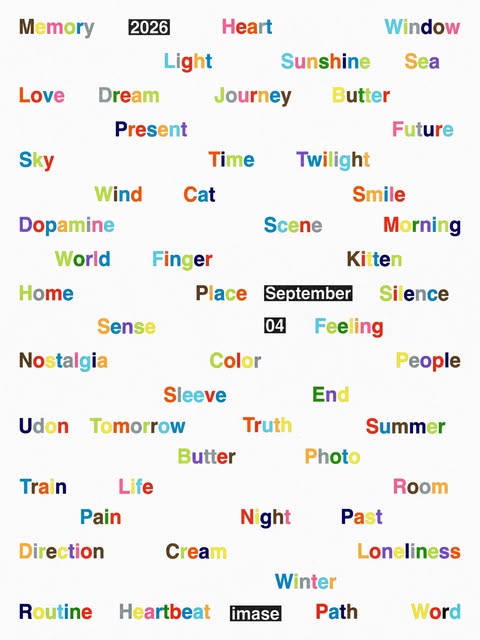 Memory 2026 Heart Window
Light Sunshine Sea
Love Dream Journey Butter
Present Future
Sky Time Twilight
Wind Cat Smile
Dopamine Scene Morning
World Finger Kitten
Home Place September Silence
Sense 04 Feeling
Nostalgia Color People
Sleeve End
Udon Tomorrow Truth Summer
Butter Photo
Train Life Room
Pain Night Past
Direction Cream Loneliness
Winter
Routine Heartbeat imase Path Word